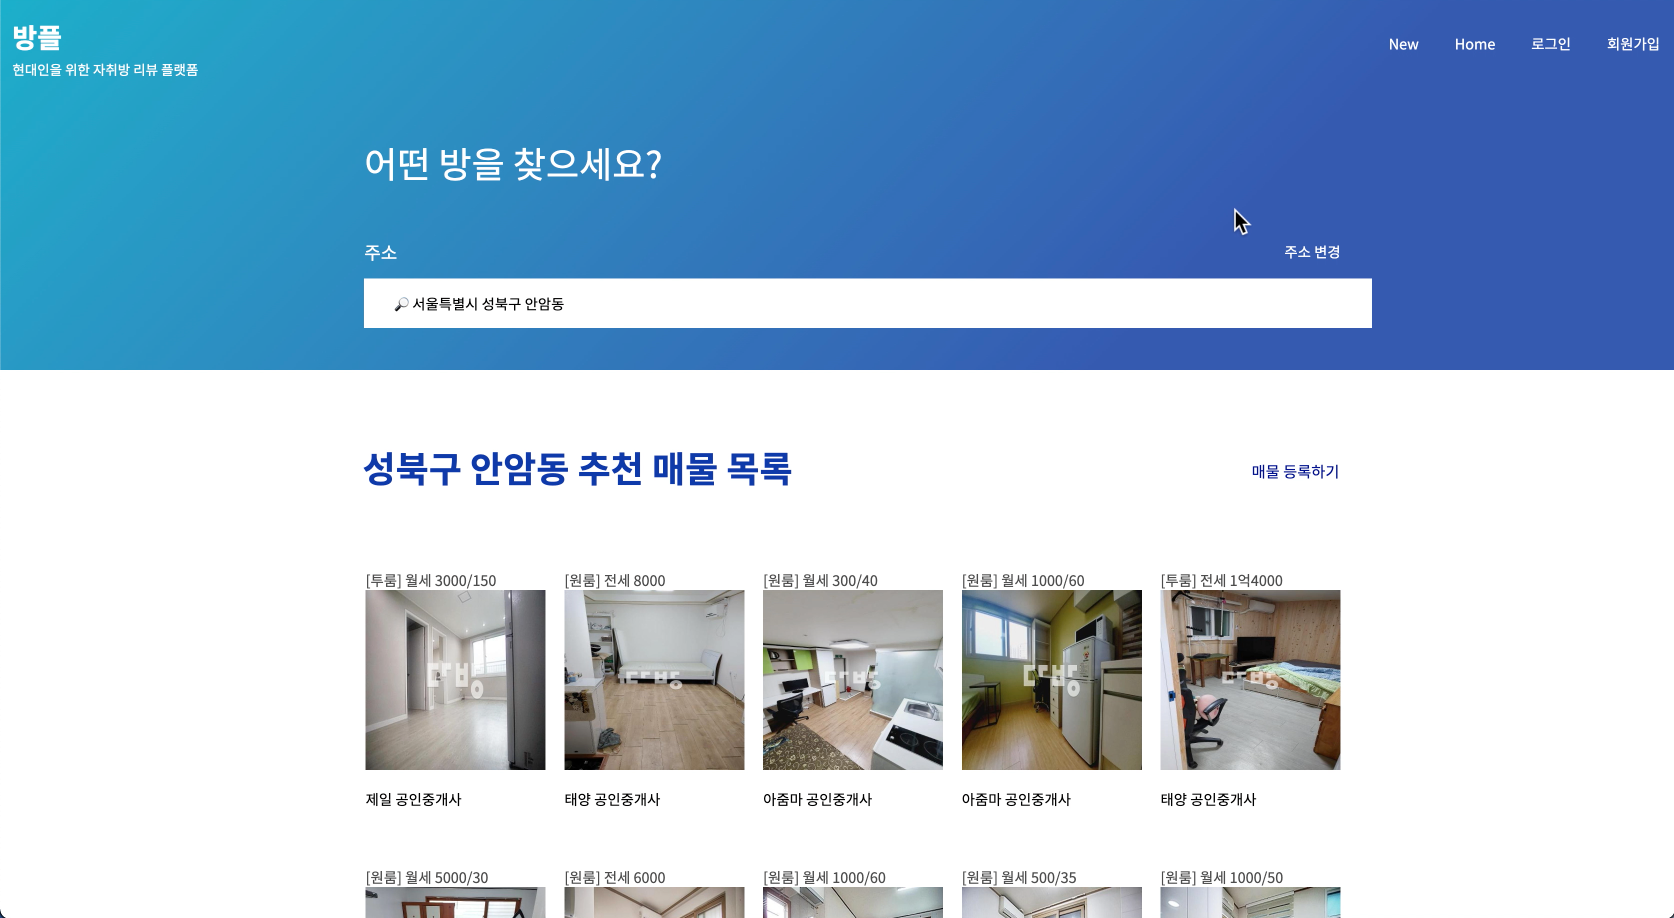 방플
현대인을 위한 자취방 리뷰 플랫폼
New Home 로그인 회원가입
어떤 방을 찾으세요?
주소 주소 변경
🔎 서울특별시 성북구 안암동
성북구 안암동 추천 매물 목록
매물 등록하기
[투룸] 월세 3000/150
[원룸] 전세 8000
[원룸] 월세 300/40
[원룸] 월세 1000/60
[투룸] 전세 1억4000
다방
다방
다방
다방
다방
제일 공인중개사
태양 공인중개사
아줌마 공인중개사
아줌마 공인중개사
태양 공인중개사
[원룸] 월세 5000/30
[원룸] 전세 6000
[원룸] 월세 1000/60
[원룸] 월세 500/35
[원룸] 월세 1000/50